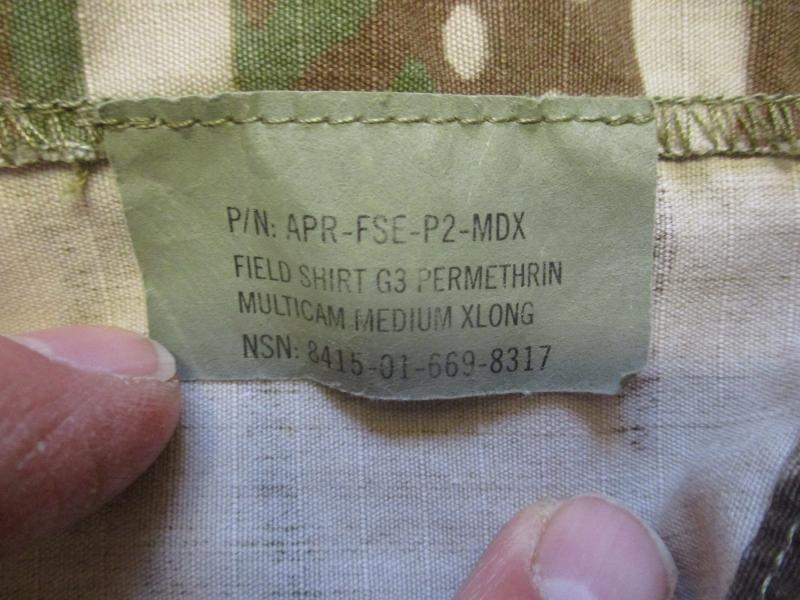 P/N: APR-FSE-P2-MDX
FIELD SHIRT G3 PERMETHRIN
MULTICAM MEDIUM XLONG
NSN: 8415-01-669-8317